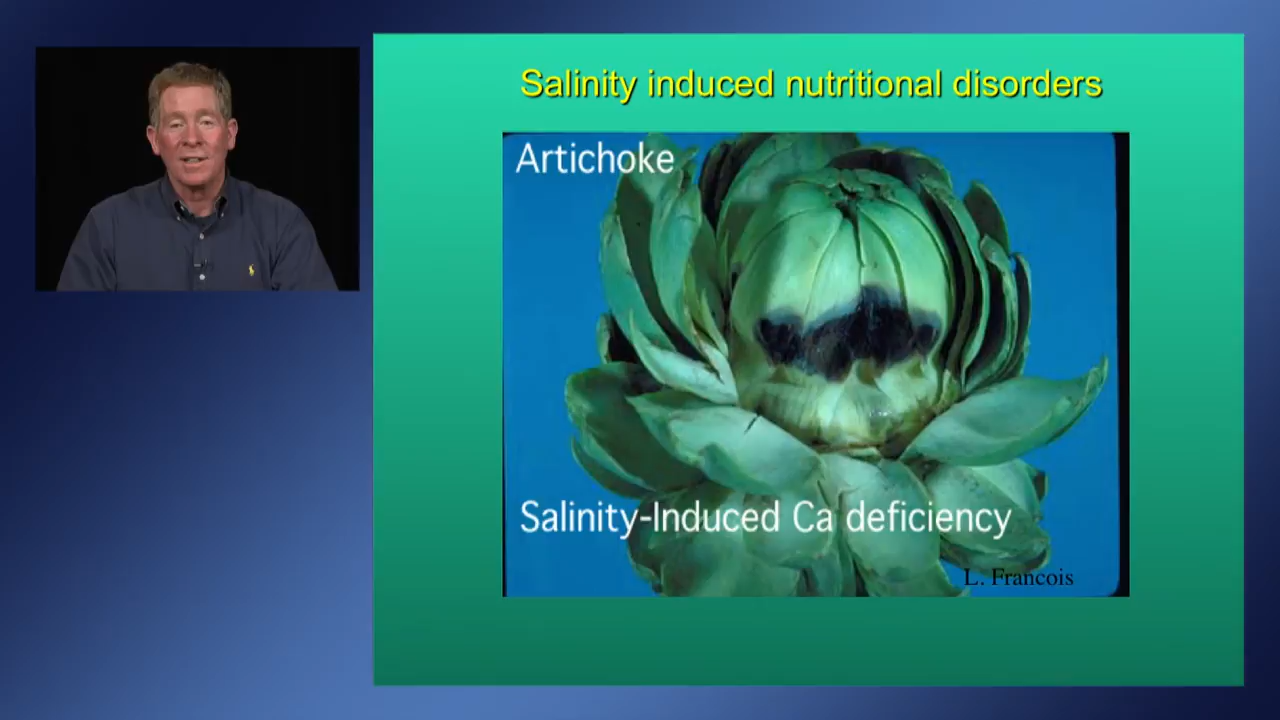 Salinity induced nutritional disorders
Artichoke
Salinity-Induced Ca deficiency
L. Francois